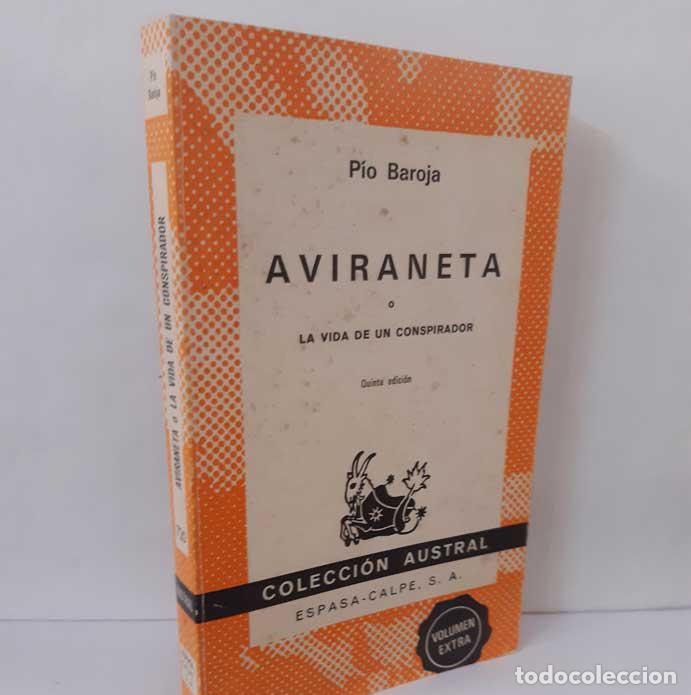 Pío
Baroja
AVIRANETA o LA VIDA DE UN CONSPIRADOR
720
Pío Baroja
AVIRANETA
o
LA VIDA DE UN CONSPIRADOR
Quinta edición
COLECCIÓN AUSTRAL
ESPASA-CALPE, S. A.
VOLUMEN
EXTRA
todocoleccion